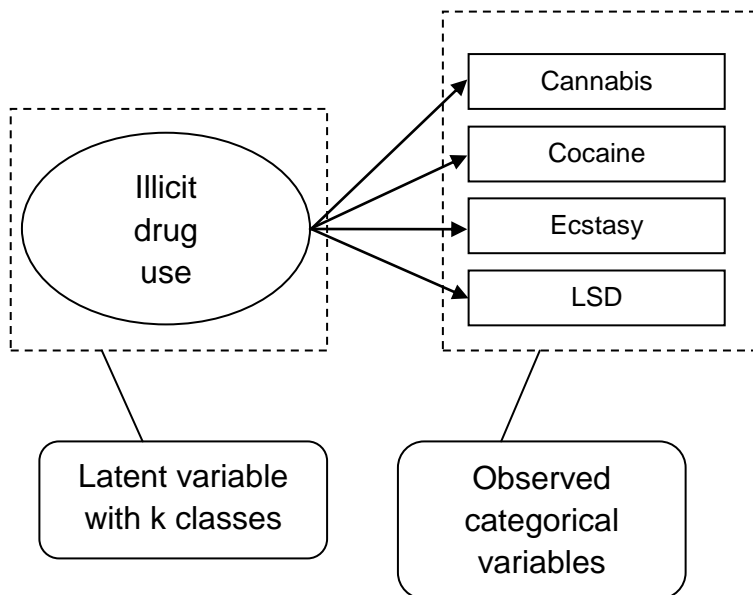 Illicit
drug
use
Cannabis
Cocaine
Ecstasy
LSD
Latent variable
with k classes
Observed
categorical
variables